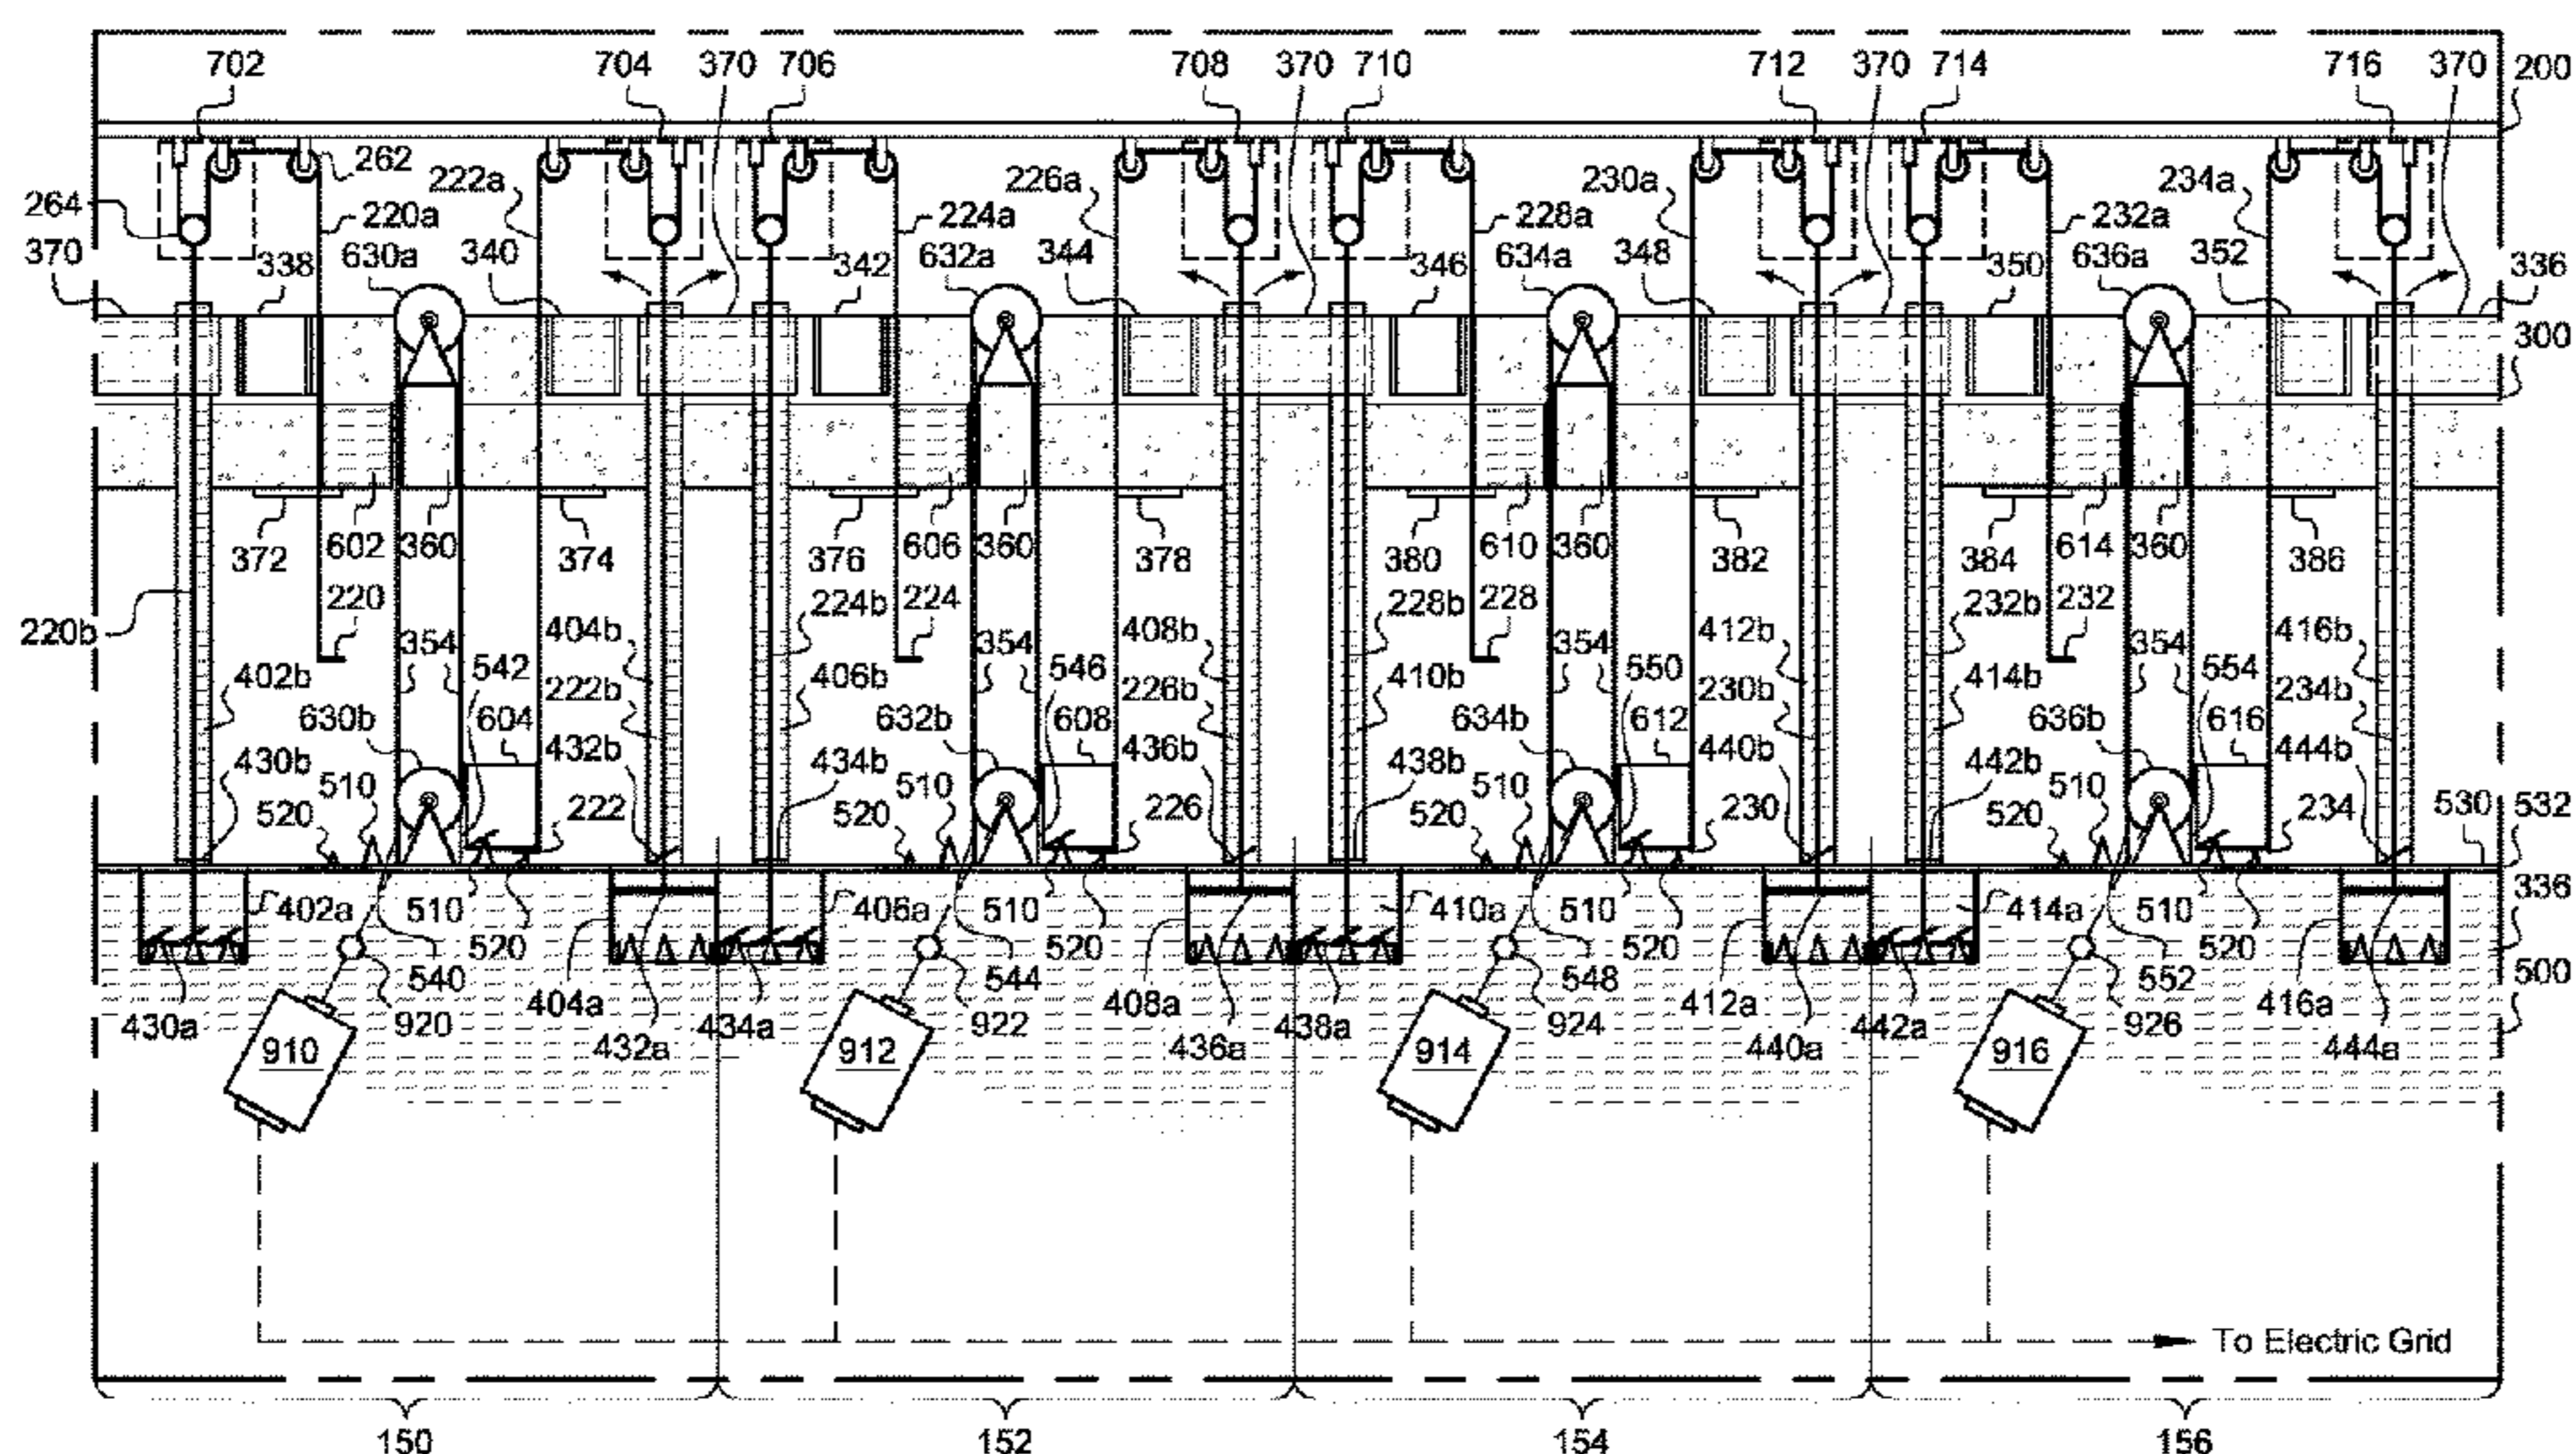 702 704 370 706 708 370 710 712 370 714 716 370 200
262 222a 226a 230a 234a
264 220a 224a 228a 232a
370 338 630a 340 342 632a 344 346 634a 348 350 636a 352 336
300
372 602 360 374 376 606 360 378 380 610 360 382 384 614 360 386
220 224b 224 228b 228 232b 232
220b 354 404b 354 408b 354 412b 354 416b
402b 542 222b 406b 546 226b 410b 550 230b 414b 554 234b
630b 604 632b 608 634b 612 636b 616
430b 432b 434b 436b 438b 440b 442b 444b
520 510 222 520 510 226 520 510 230 520 510 234 530 532
336
402a 510 406a 510 410a 510 414a 510
520 520 520 520
540 544 548 552 500
430a 920 404a 434a 922 408a 438a 924 412a 442a 926 416a
432a 436a 440a 444a
910 912 914 916
To Electric Grid
150 152 154 156